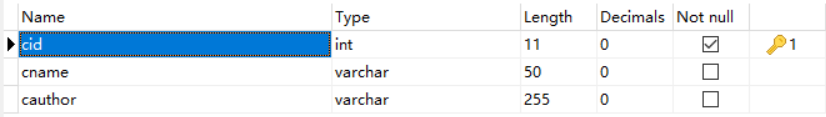 Name Type Length Decimals Not null
cid int 11 0 1
cname varchar 50 0
cauthor varchar 255 0